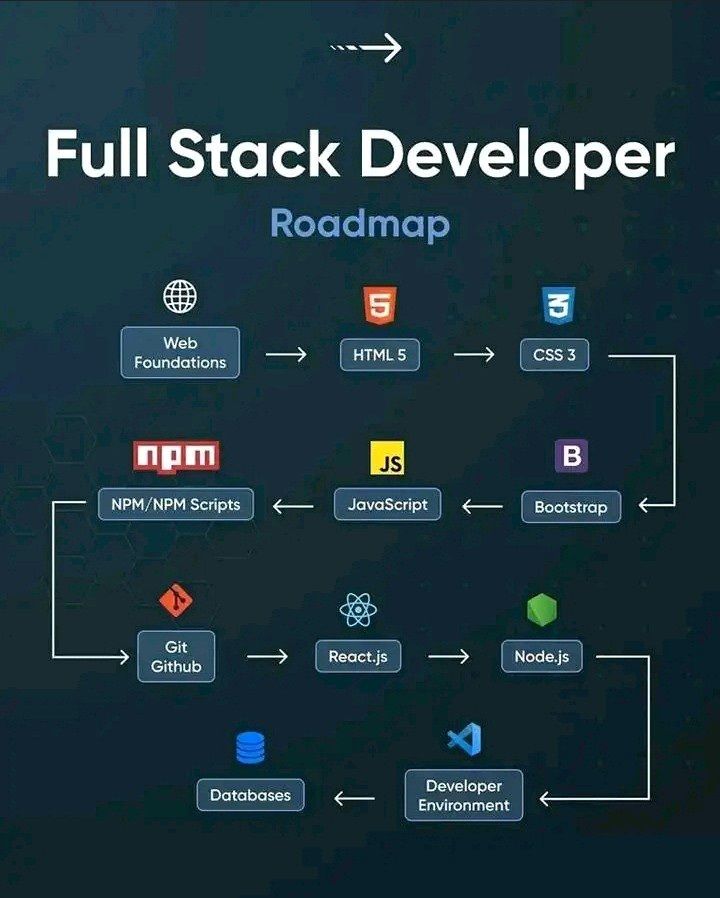 Full Stack Developer
Roadmap
Web
Foundations
5
HTML 5
3
CSS 3
B
Bootstrap
JS
JavaScript
npm
NPM/NPM Scripts
Git
Github
React.js
Node.js
Developer
Environment
Databases